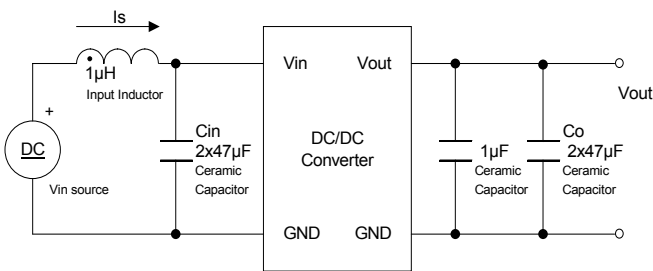 Is
1µH
Input Inductor
+
DC
Vin source
Cin
2x47µF
Ceramic
Capacitor
Vin
Vout
DC/DC
Converter
GND
GND
1µF
Ceramic
Capacitor
Co
2x47µF
Ceramic
Capacitor
Vout